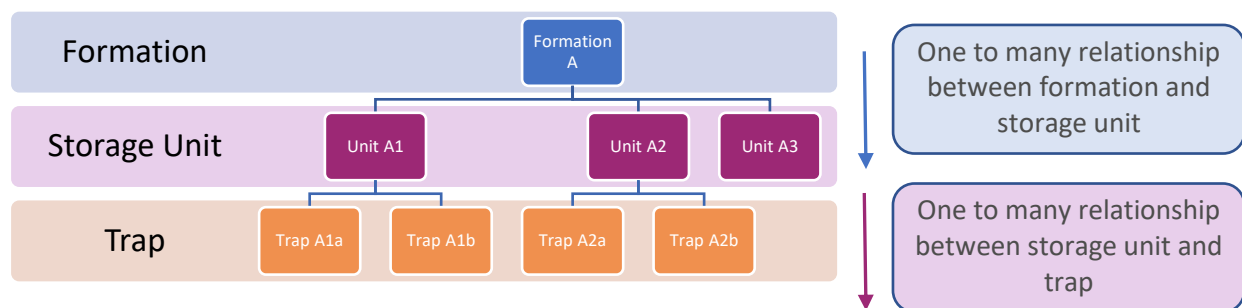 Formation
Formation
A
One to many relationship
between formation and
storage unit
Storage Unit
Unit A1
Unit A2
Unit A3
Trap
Trap A1a
Trap A1b
Trap A2a
Trap A2b
One to many relationship
between storage unit and
trap